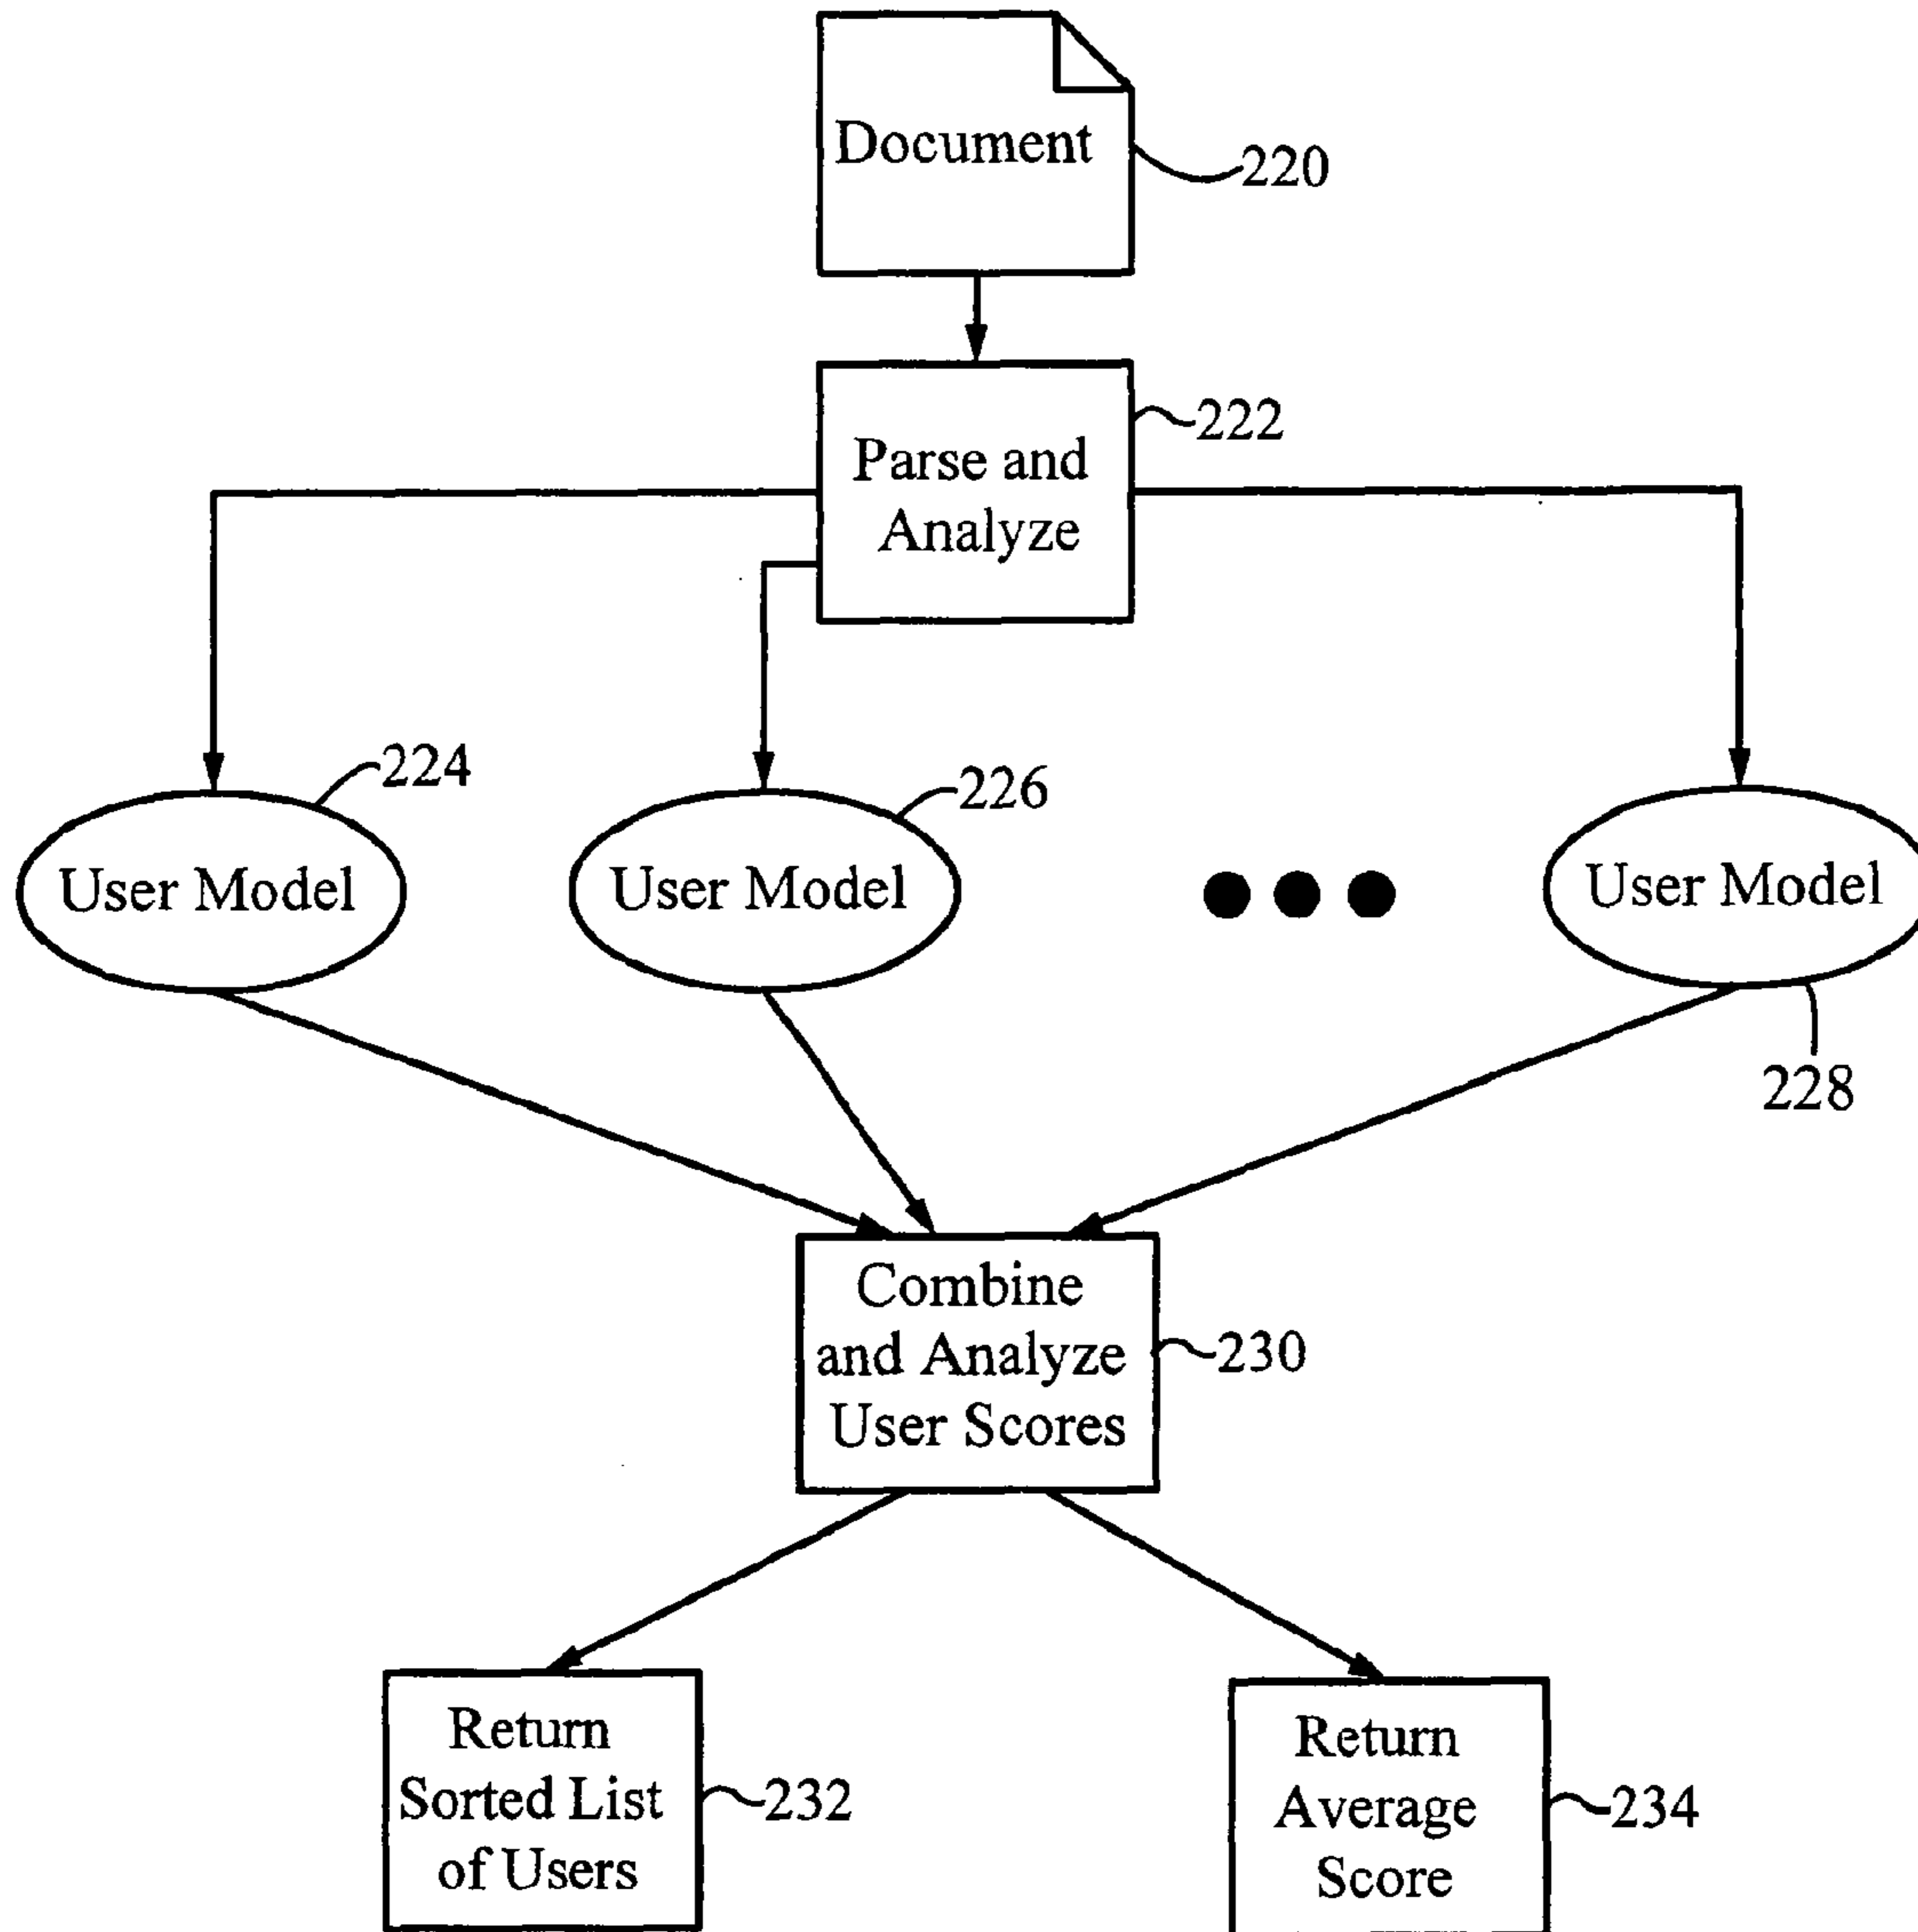 Document
220
Parse and
Analyze
222
224
226
User Model
User Model
User Model
228
Combine
and Analyze
User Scores
230
Return
Sorted List
of Users
232
Return
Average
Score
234